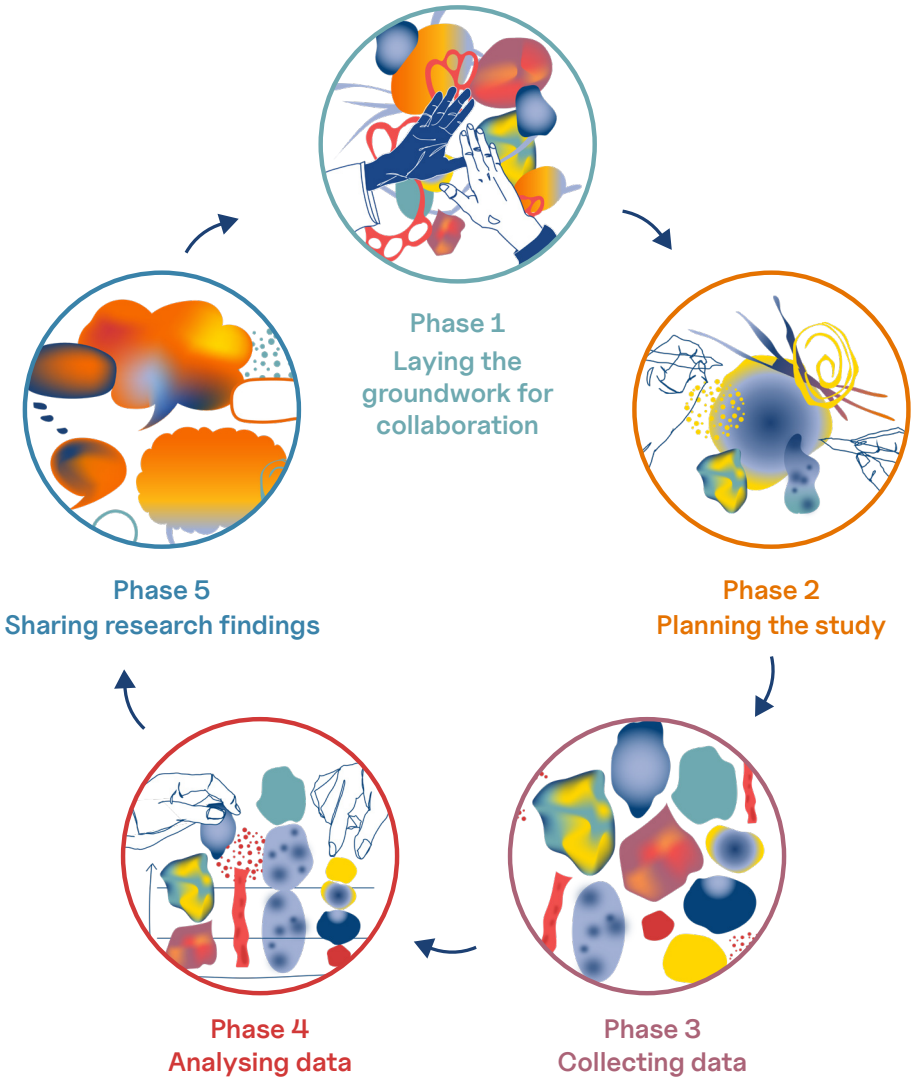 Phase 1
Laying the
groundwork for
collaboration
Phase 2
Planning the study
Phase 3
Collecting data
Phase 4
Analysing data
Phase 5
Sharing research findings